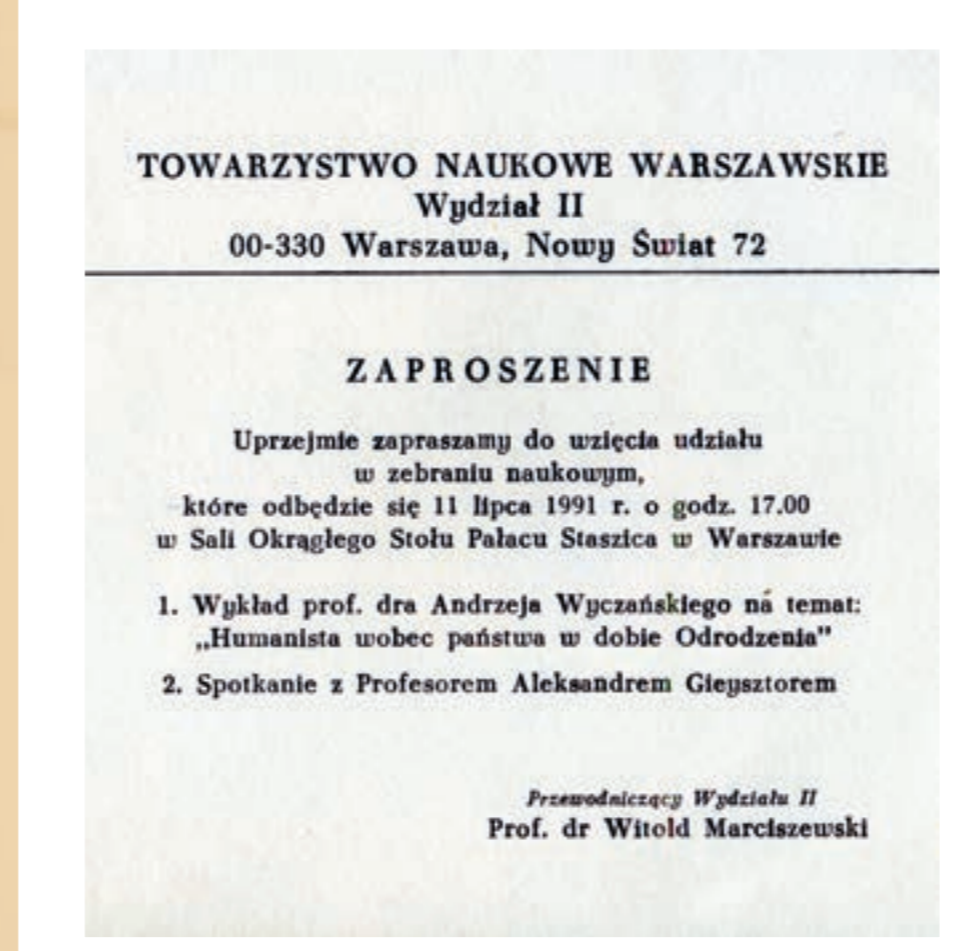 TOWARZYSTWO NAUKOWE WARSZAWSKIE
Wydział II
00-330 Warszawa, Nowy Świat 72
ZAPROSZENIE
Uprzejmie zapraszamy do wzięcia udziału
w zebraniu naukowym,
które odbędzie się 11 lipca 1991 r. o godz. 17.00
w Sali Okrągłego Stołu Pałacu Staszica w Warszawie
1. Wykład prof. dra Andrzeja Wyczańskiego na temat:
„Humanista wobec państwa w dobie Odrodzenia"
2. Spotkanie z Profesorem Aleksandrem Gieysztorem
Przewodniczący Wydziału II
Prof. dr Witold Marciszewski